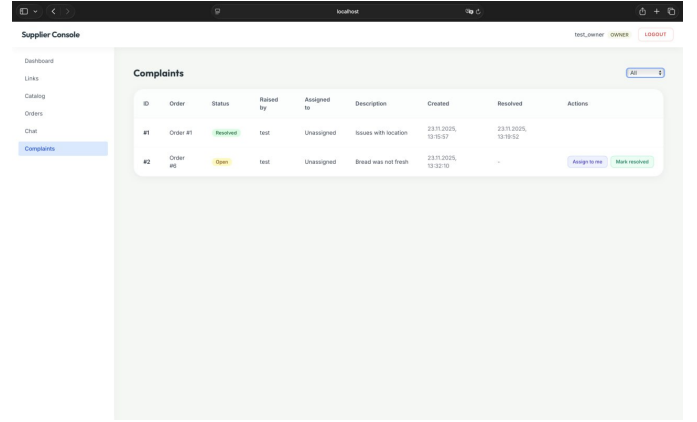 localhost
Supplier Console
test_owner OWNER LOGOUT
Dashboard
Links
Catalog
Orders
Chat
Complaints
Complaints
All
ID Order Status Raised by Assigned to Description Created Resolved Actions
#1 Order #1 Resolved test Unassigned Issues with location 23.11.2025, 13:15:57 23.11.2025, 13:19:52
#2 Order #6 Open test Unassigned Bread was not fresh 23.11.2025, 13:32:10 - Assign to me Mark resolved